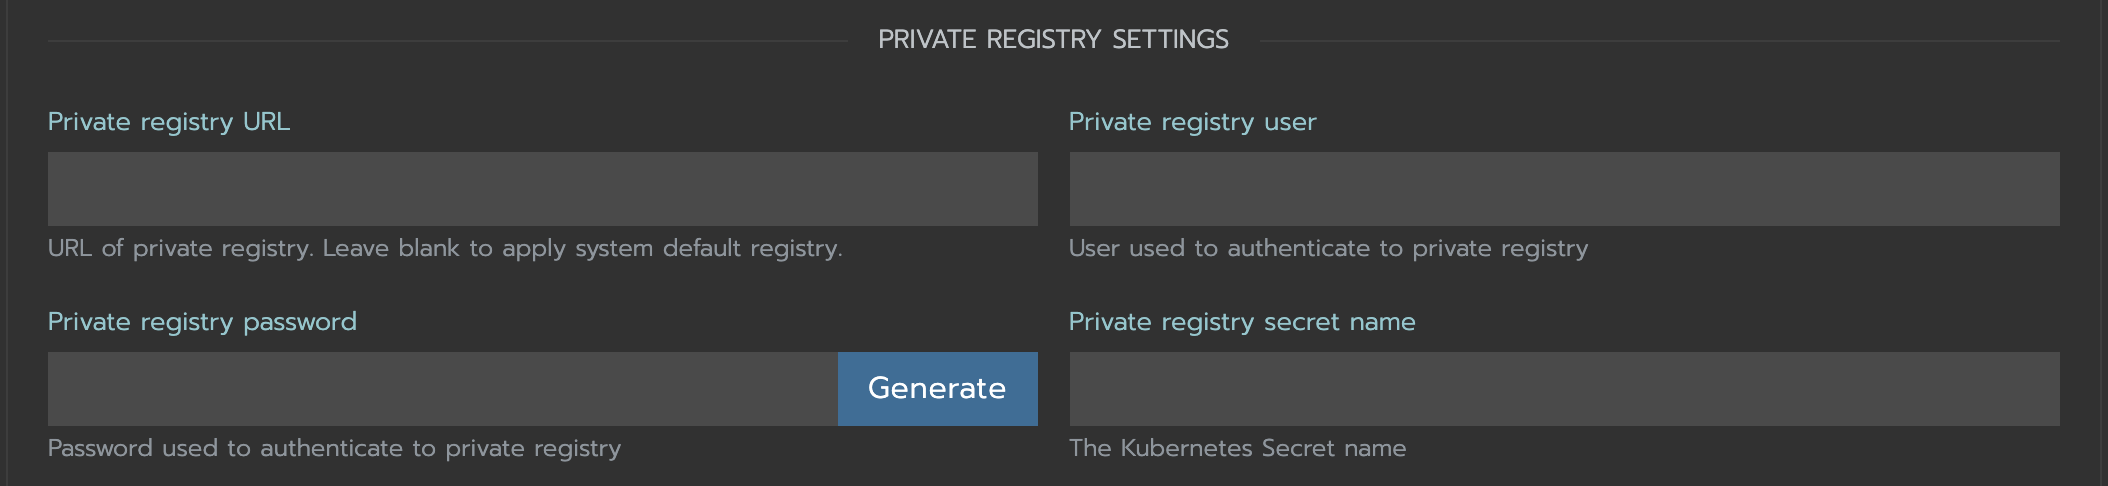 PRIVATE REGISTRY SETTINGS
Private registry URL
Private registry user
URL of private registry. Leave blank to apply system default registry.
User used to authenticate to private registry
Private registry password
Private registry secret name
Generate
Password used to authenticate to private registry
The Kubernetes Secret name